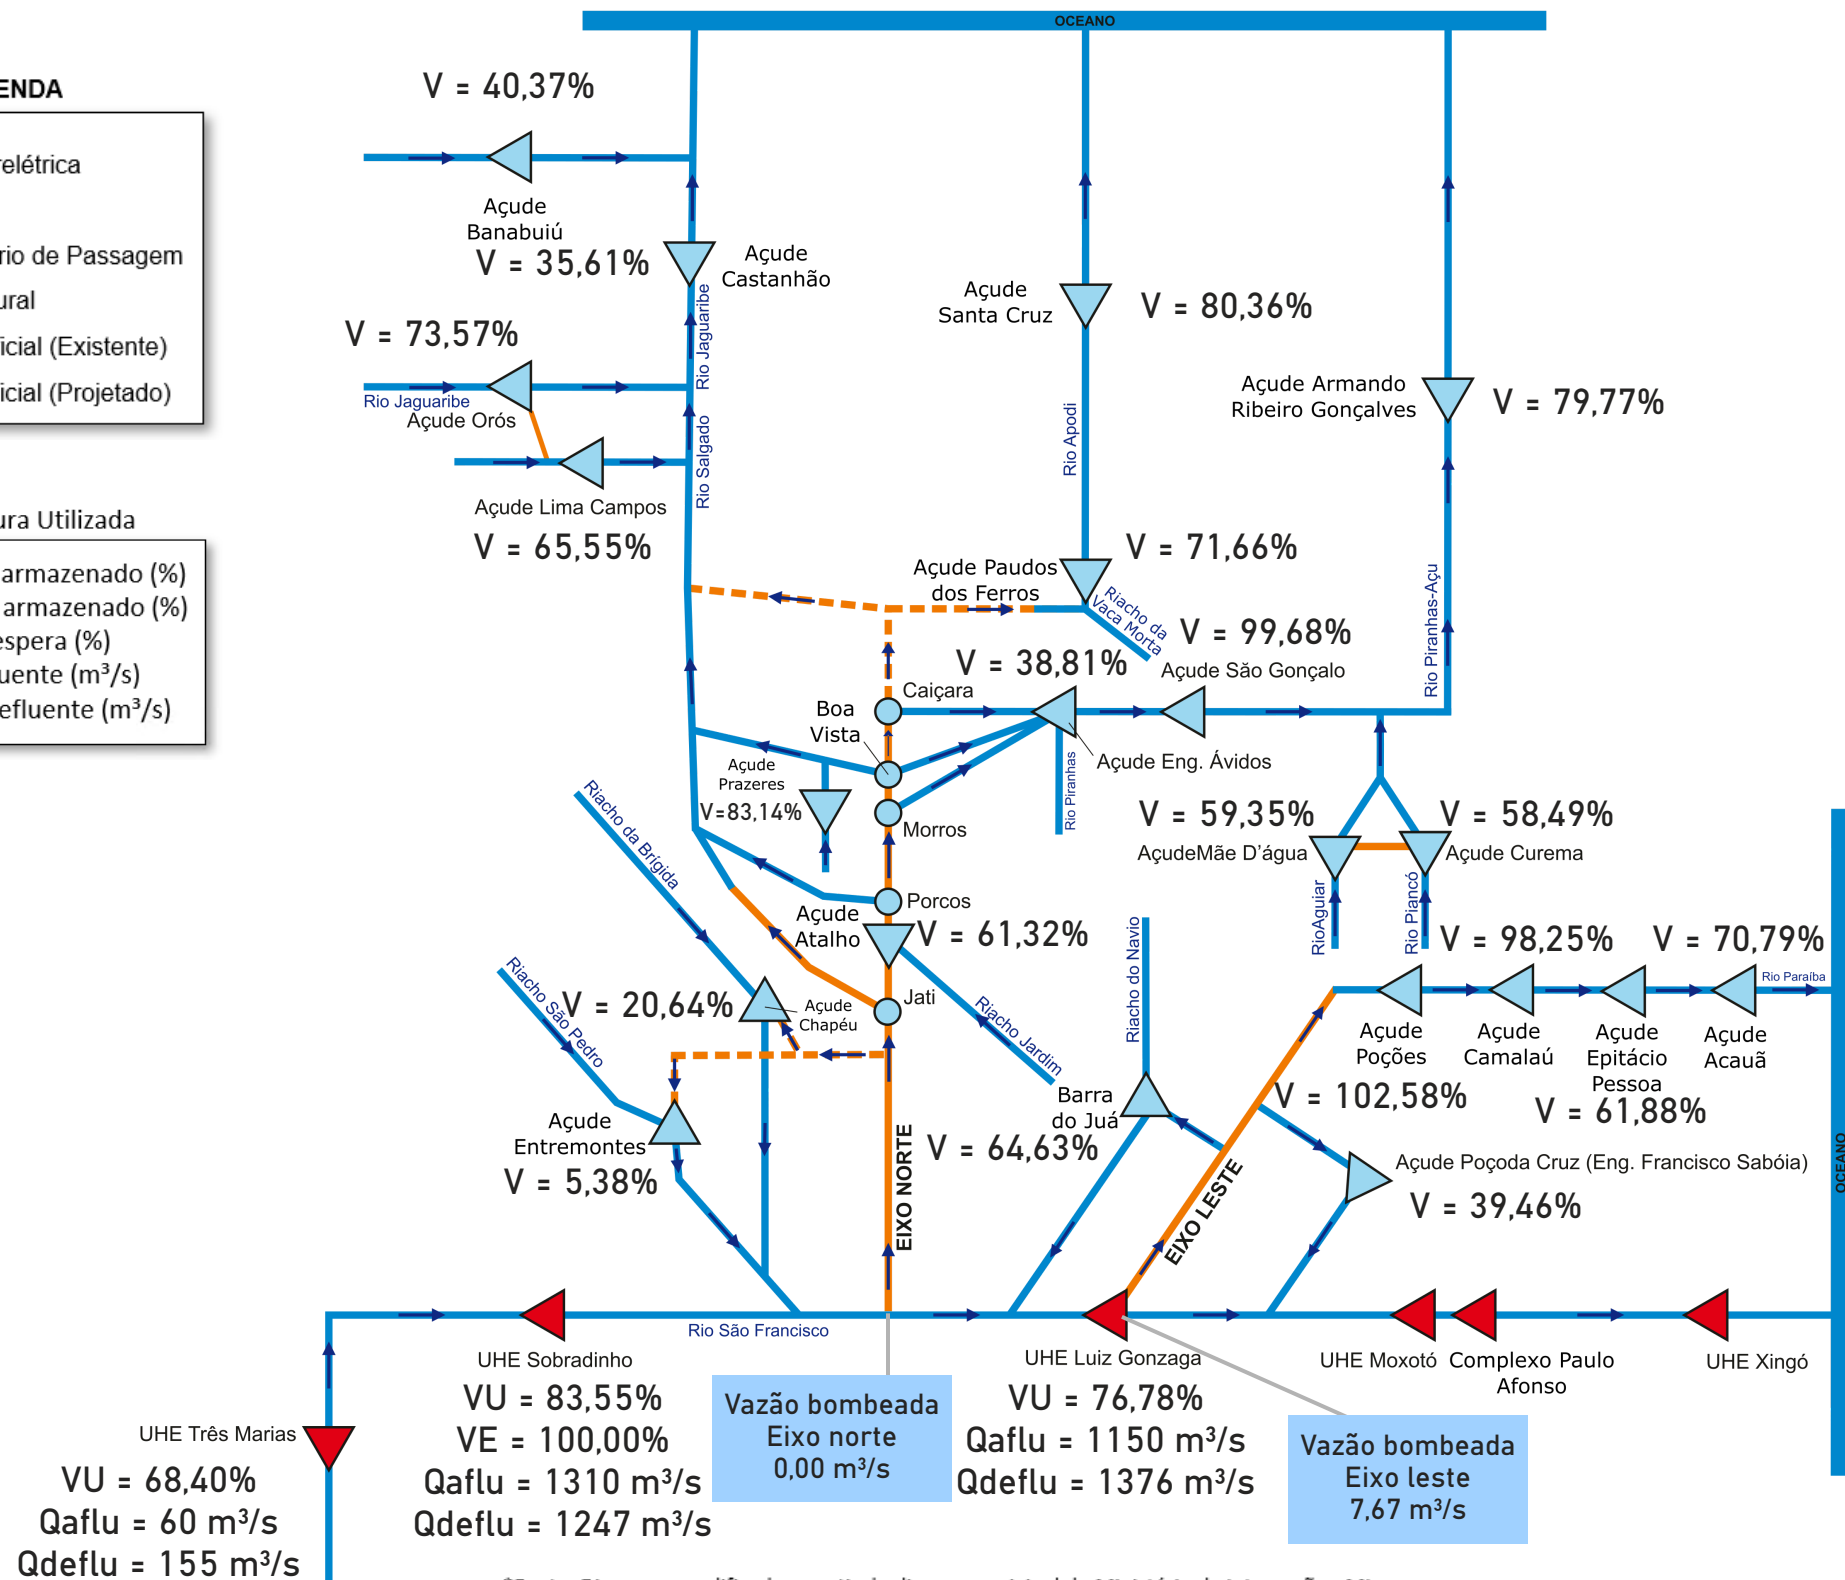 OCEANO
ENDA
relétrica
rio de Passagem
ural
ficial (Existente)
ficial (Projetado)
ura Utilizada
armazenado (%)
armazenado (%)
espera (%)
luente (m³/s)
efluente (m³/s)
V = 40,37%
Açude
Banabuiú
V = 35,61%
Açude
Castanhão
Rio Jaguaribe
V = 73,57%
Rio Jaguaribe
Açude Orós
Rio Salgado
Açude Lima Campos
V = 65,55%
Açude
Santa Cruz
V = 80,36%
Rio Apodi
Açude Armando
Ribeiro Gonçalves
V = 79,77%
Açude Paudos
dos Ferros
V = 71,66%
Riacho da
Vaca Morta
V = 99,68%
Açude São Gonçalo
V = 38,81%
Rio Piranhas-Açu
Caiçara
Boa
Vista
Açude Eng. Ávidos
Rio Piranhas
Açude
Prazeres
V=83,14%
Morros
Riacho da Brígida
Porcos
Açude
Atalho
V = 61,32%
V = 59,35%
AçudeMãe D'água
V = 58,49%
Açude Curema
RioAguiar
Rio Piancó
V = 98,25%
V = 70,79%
Rio Paraíba
Riacho São Pedro
V = 20,64%
Açude
Chapéu
Jati
Riacho Jardim
Riacho do Navio
Açude
Poções
Açude
Camalaú
Açude
Epitácio
Pessoa
Açude
Acauã
V = 102,58%
V = 61,88%
Açude
Entremontes
V = 5,38%
EIXO NORTE
Barra
do Juá
V = 64,63%
EIXO LESTE
Açude Poçoda Cruz (Eng. Francisco Sabóia)
V = 39,46%
OCEANO
Rio São Francisco
UHE Sobradinho
VU = 83,55%
VE = 100,00%
Qaflu = 1310 m³/s
Qdeflu = 1247 m³/s
Vazão bombeada
Eixo norte
0,00 m³/s
UHE Luiz Gonzaga
VU = 76,78%
Qaflu = 1150 m³/s
Qdeflu = 1376 m³/s
Vazão bombeada
Eixo leste
7,67 m³/s
UHE Moxotó
Complexo Paulo
Afonso
UHE Xingó
UHE Três Marias
VU = 68,40%
Qaflu = 60 m³/s
Qdeflu = 155 m³/s